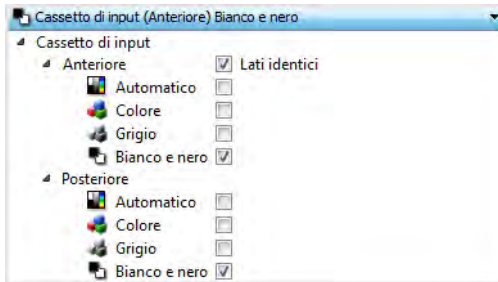 Cassetto di input (Anteriore) Bianco e nero
Cassetto di input
Anteriore Lati identici
Automatico
Colore
Grigio
Bianco e nero
Posteriore
Automatico
Colore
Grigio
Bianco e nero